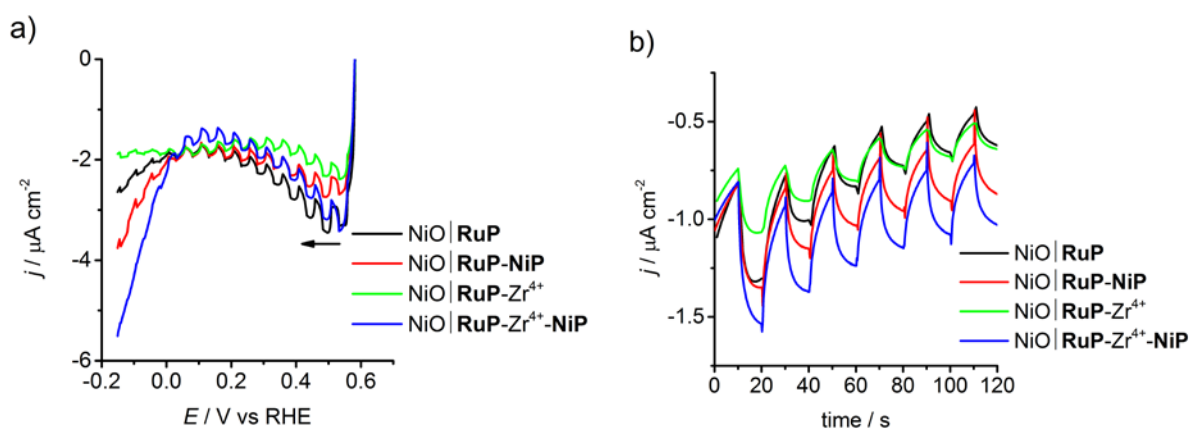 a)
0
-2
-4
-6
j / μA cm⁻²
-0.2 0.0 0.2 0.4 0.6
E / V vs RHE
NiO|RuP
NiO|RuP-NiP
NiO|RuP-Zr⁴⁺
NiO|RuP-Zr⁴⁺-NiP
b)
-0.5
-1.0
-1.5
j / μA cm⁻²
0 20 40 60 80 100 120
time / s
NiO|RuP
NiO|RuP-NiP
NiO|RuP-Zr⁴⁺
NiO|RuP-Zr⁴⁺-NiP